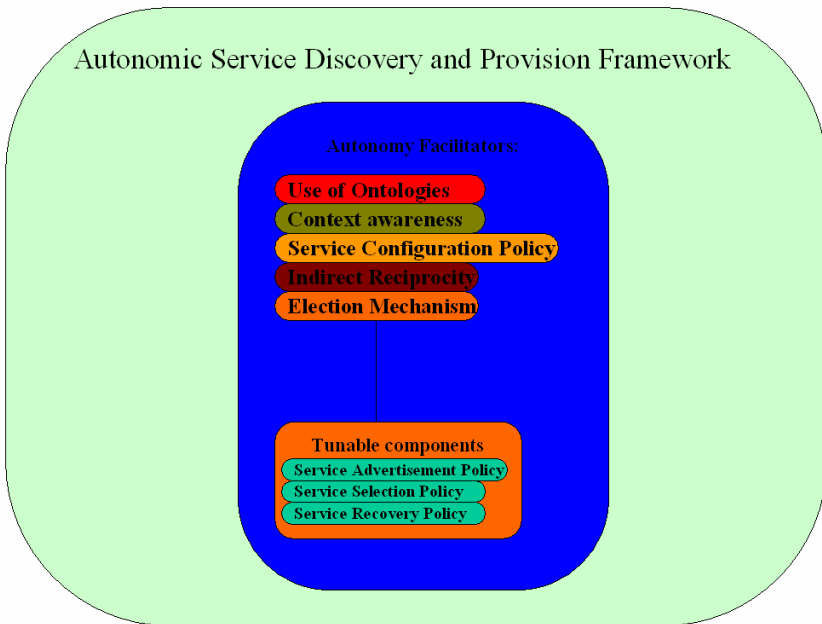 Autonomic Service Discovery and Provision Framework
Autonomy Facilitators:
Use of Ontologies
Context awareness
Service Configuration Policy
Indirect Reciprocity
Election Mechanism
Tunable components
Service Advertisement Policy
Service Selection Policy
Service Recovery Policy